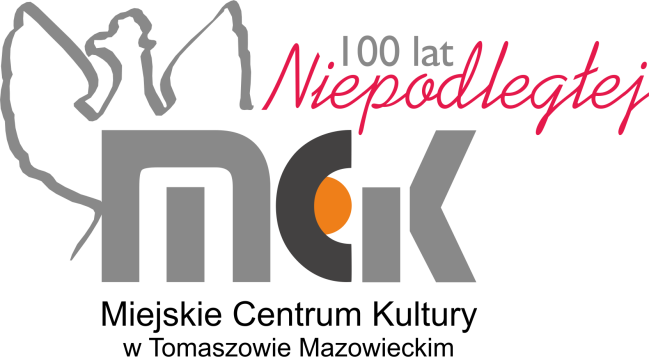 100 lat
Niepodległej
MCK
Miejskie Centrum Kultury
w Tomaszowie Mazowieckim